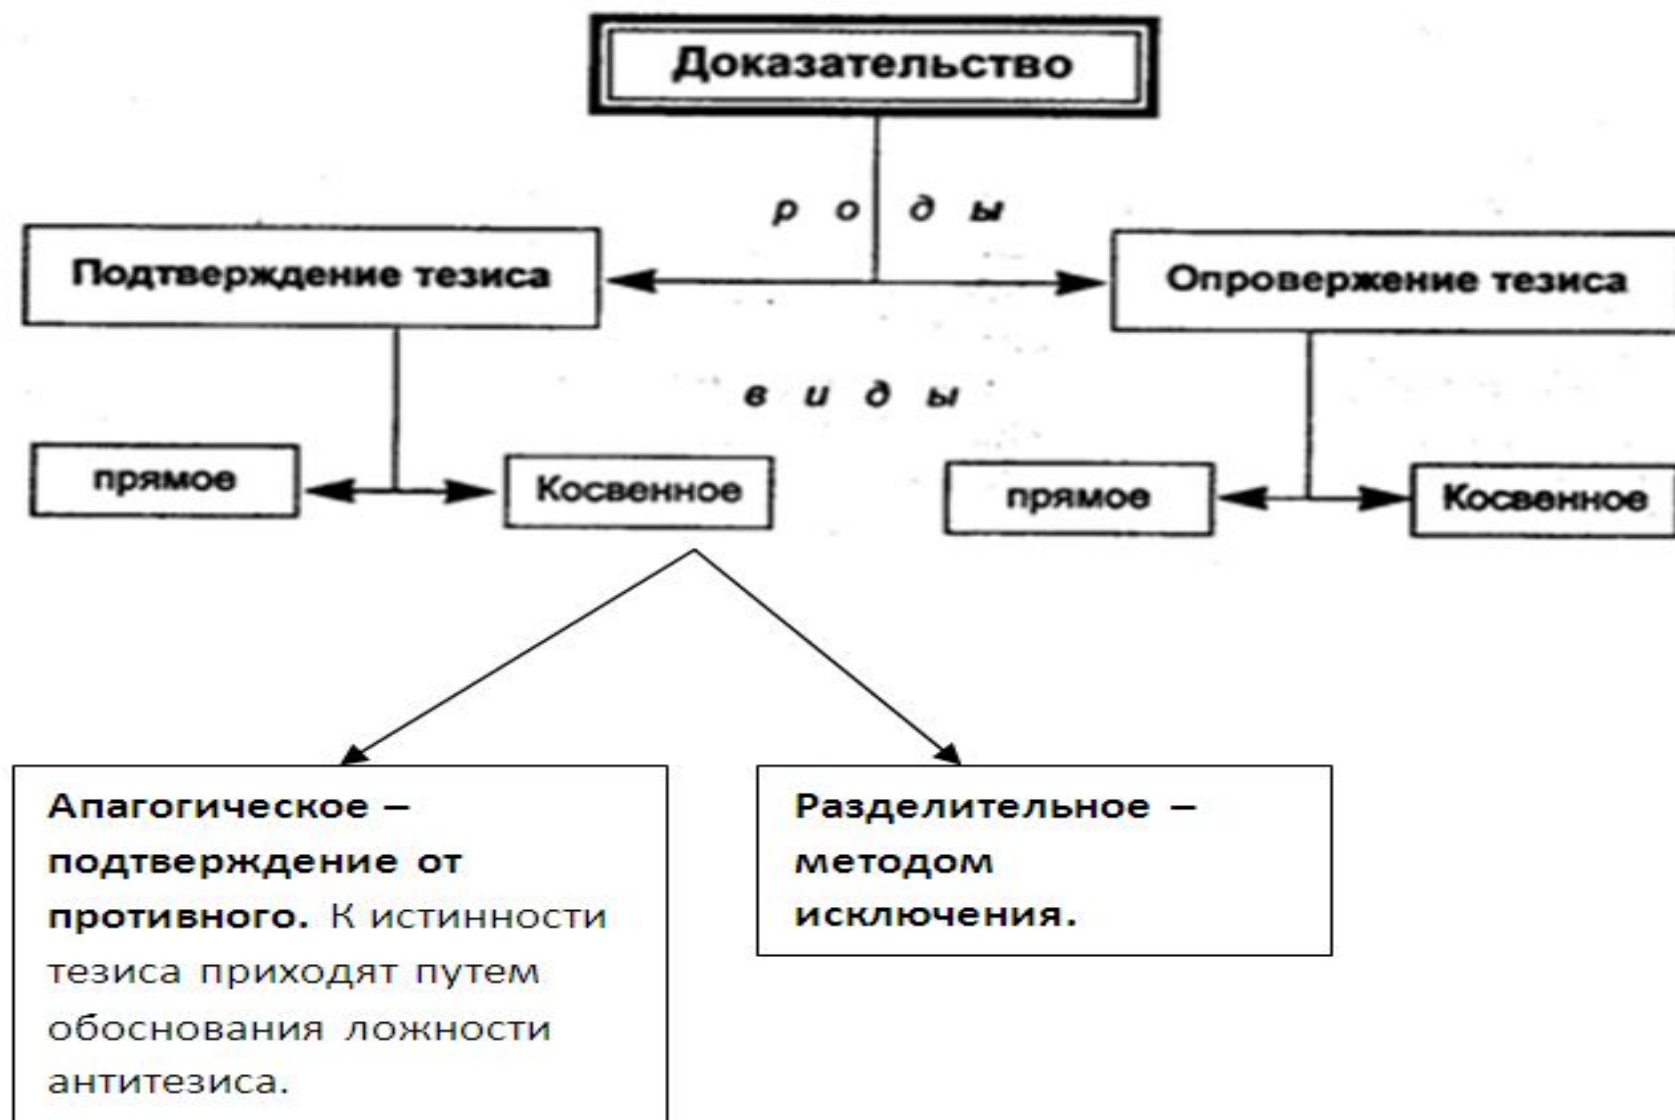 Доказательство
р о д ы
Подтверждение тезиса
Опровержение тезиса
в и д ы
прямое
Косвенное
прямое
Косвенное
Апагогическое –
подтверждение от
противного. К истинности
тезиса приходят путем
обоснования ложности
антитезиса.
Разделительное –
методом
исключения.